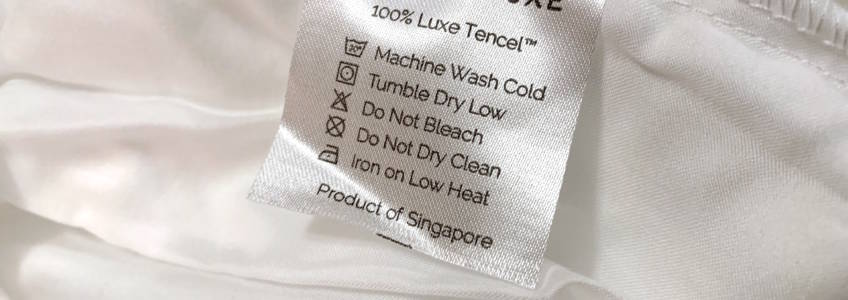 100% Luxe Tencel™
Machine Wash Cold
Tumble Dry Low
Do Not Bleach
Do Not Dry Clean
Iron on Low Heat
Product of Singapore